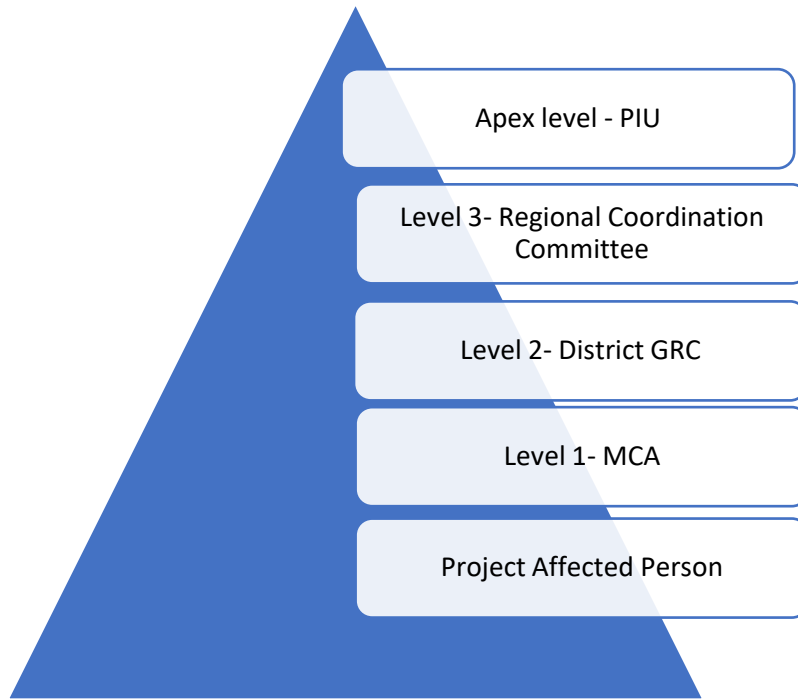 Apex level - PIU
Level 3- Regional Coordination
Committee
Level 2- District GRC
Level 1- MCA
Project Affected Person